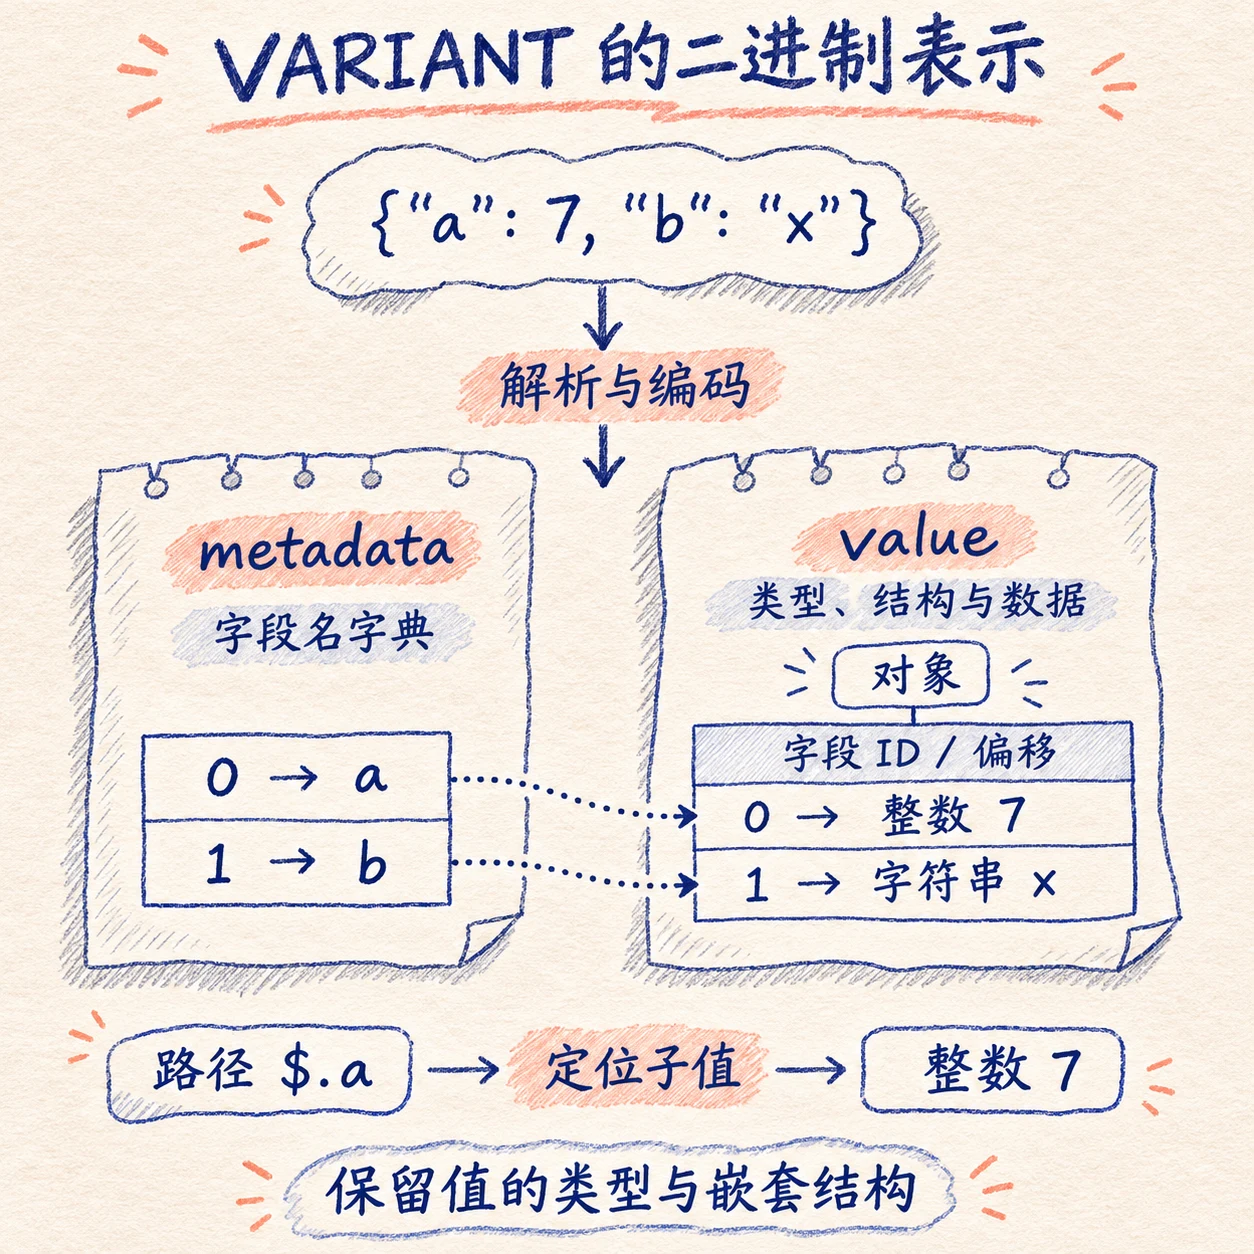 VARIANT 的二进制表示
{"a": 7, "b": "x"}
解析与编码
metadata
字段名字典
0 → a
1 → b
value
类型、结构与数据
对象
字段 ID / 偏移
0 → 整数 7
1 → 字符串 x
路径 $.a → 定位子值 → 整数 7
保留值的类型与嵌套结构